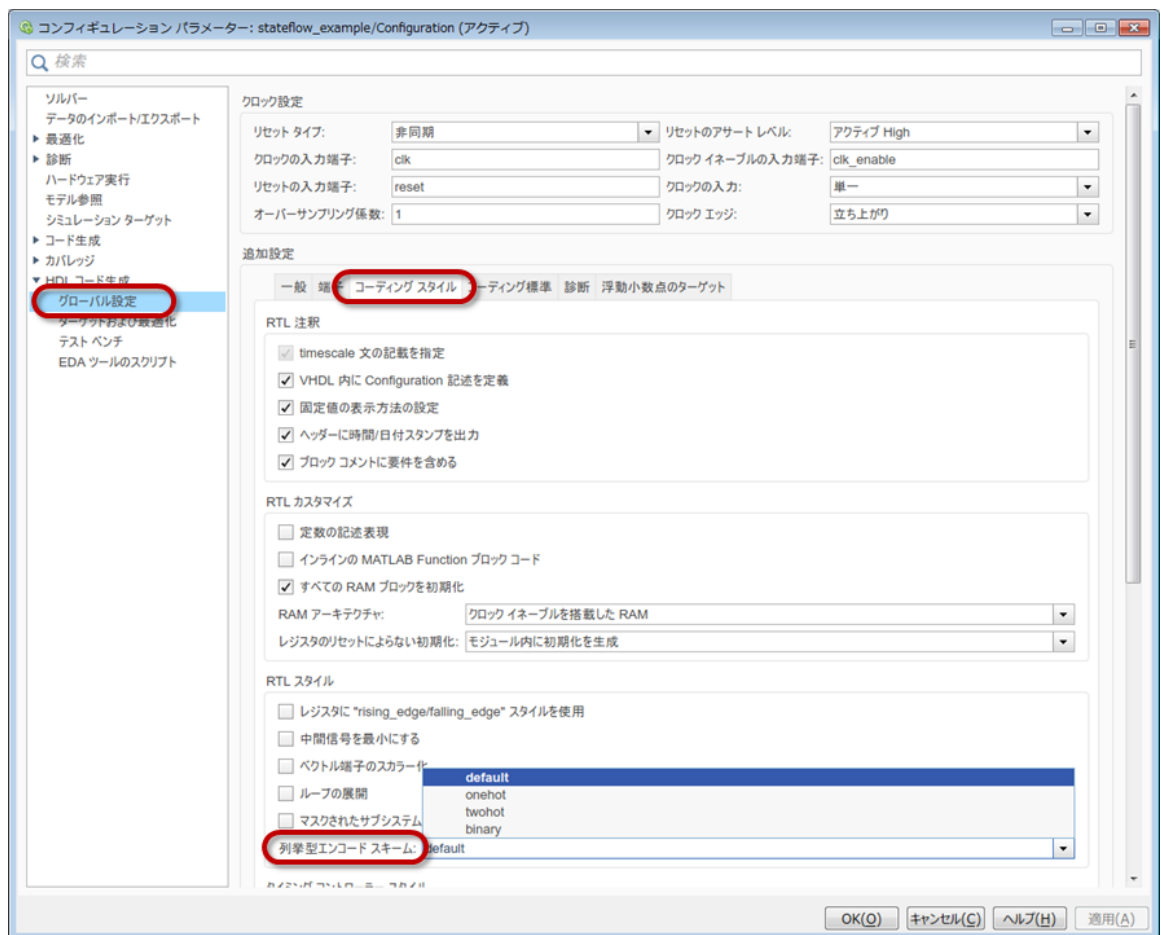 コンフィギュレーション パラメーター: stateflow_example/Configuration (アクティブ)
検索
ソルバー
データのインポート/エクスポート
最適化
診断
ハードウェア実行
モデル参照
シミュレーション ターゲット
コード生成
カバレッジ
HDL コード生成
グローバル設定
ターゲットおよび最適化
テスト ベンチ
EDA ツールのスクリプト
クロック設定
リセット タイプ: 非同期 リセットのアサート レベル: アクティブ High
クロックの入力端子: clk クロック イネーブルの入力端子: clk_enable
リセットの入力端子: reset クロックの入力: 単一
オーバーサンプリング係数: 1 クロック エッジ: 立ち上がり
追加設定
一般 端子 コーディング スタイル コーディング標準 診断 浮動小数点のターゲット
RTL 注釈
timescale 文の記載を指定
VHDL 内に Configuration 記述を定義
固定値の表示方法の設定
ヘッダーに時間/日付スタンプを出力
ブロック コメントに要件を含める
RTL カスタマイズ
定数の記述表現
インラインの MATLAB Function ブロック コード
すべての RAM ブロックを初期化
RAM アーキテクチャ: クロック イネーブルを搭載した RAM
レジスタのリセットによらない初期化: モジュール内に初期化を生成
RTL スタイル
レジスタに "rising_edge/falling_edge" スタイルを使用
中間信号を最小にする
ベクトル端子のスカラー化
ループの展開
マスクされたサブシステム
default
onehot
twohot
binary
列挙型エンコード スキーム: default
タイミング コントローラー スタイル
OK(O) キャンセル(C) ヘルプ(H) 適用(A)